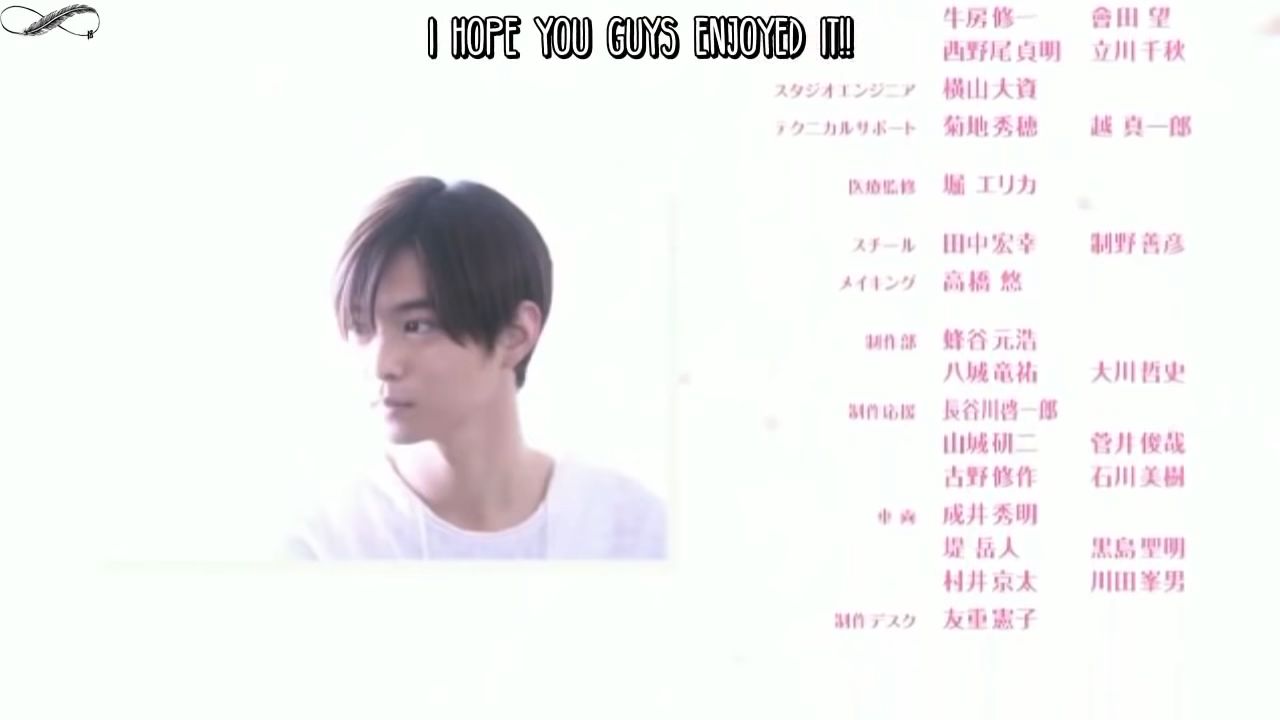 I HOPE YOU GUYS ENJOYED IT!!
牛房修一 會田 望
西野尾貞明 立川千秋
スタジオエンジニア 横山大資
テクニカルサポート 菊地秀穂 越 真一郎
医療監修 堀 エリカ
スチール 田中宏幸 制野善彦
メイキング 高橋 悠
制作部 蜂谷元浩
八城竜祐 大川哲史
制作応援 長谷川啓一郎
山城研二 菅井俊哉
古野修作 石川美樹
車両 成井秀明
堤 岳人 黒島聖明
村井京太 川田峯男
制作デスク 友重憲子